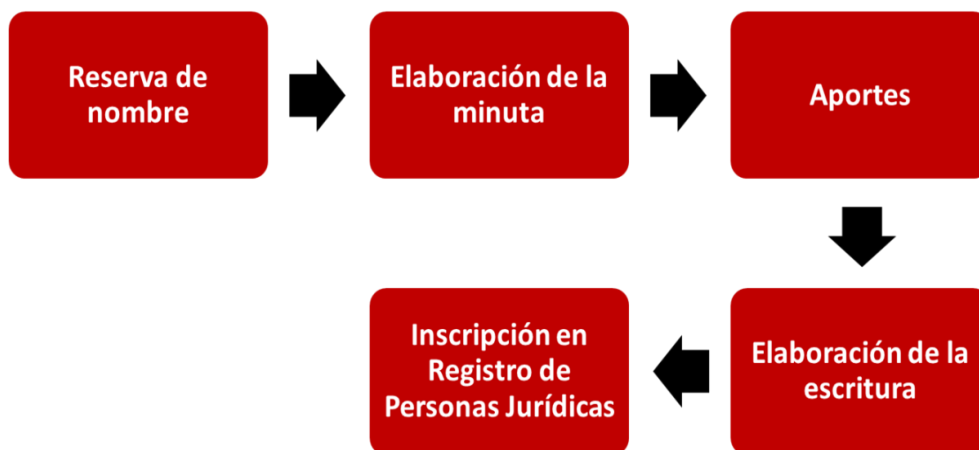 Reserva de
nombre
Elaboración de la
minuta
Aportes
Elaboración de la
escritura
Inscripción en
Registro de
Personas Jurídicas